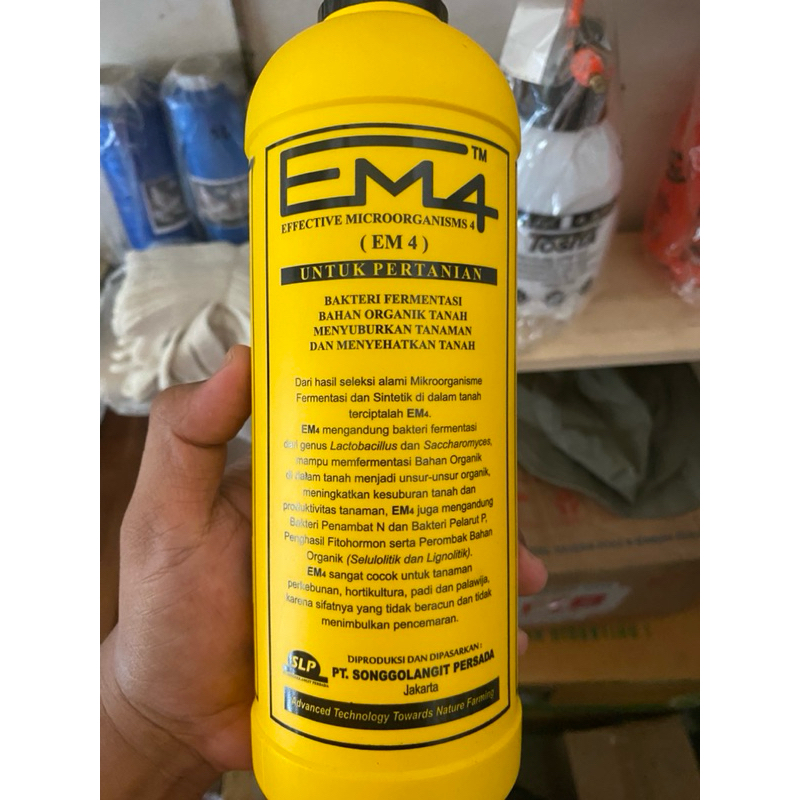 EM4 ™
EFFECTIVE MICROORGANISMS 4
( EM 4 )
UNTUK PERTANIAN
BAKTERI FERMENTASI
BAHAN ORGANIK TANAH
MENYUBURKAN TANAMAN
DAN MENYEHATKAN TANAH
Dari hasil seleksi alami Mikroorganisme
Fermentasi dan Sintetik di dalam tanah
terciptalah EM4.
EM4 mengandung bakteri fermentasi
dari genus Lactobacillus dan Saccharomyces,
mampu memfermentasi Bahan Organik
di dalam tanah menjadi unsur-unsur organik,
meningkatkan kesuburan tanah dan
produktivitas tanaman, EM4 juga mengandung
Bakteri Penambat N dan Bakteri Pelarut P,
Penghasil Fitohormon serta Perombak Bahan
Organik (Selulolitik dan Lignolitik).
EM4 sangat cocok untuk tanaman
perkebunan, hortikultura, padi dan palawija,
karena sifatnya yang tidak beracun dan tidak
menimbulkan pencemaran.
SLP
DIPRODUKSI DAN DIPASARKAN :
PT. SONGGOLANGIT PERSADA
Jakarta
Advanced Technology Towards Nature Farming